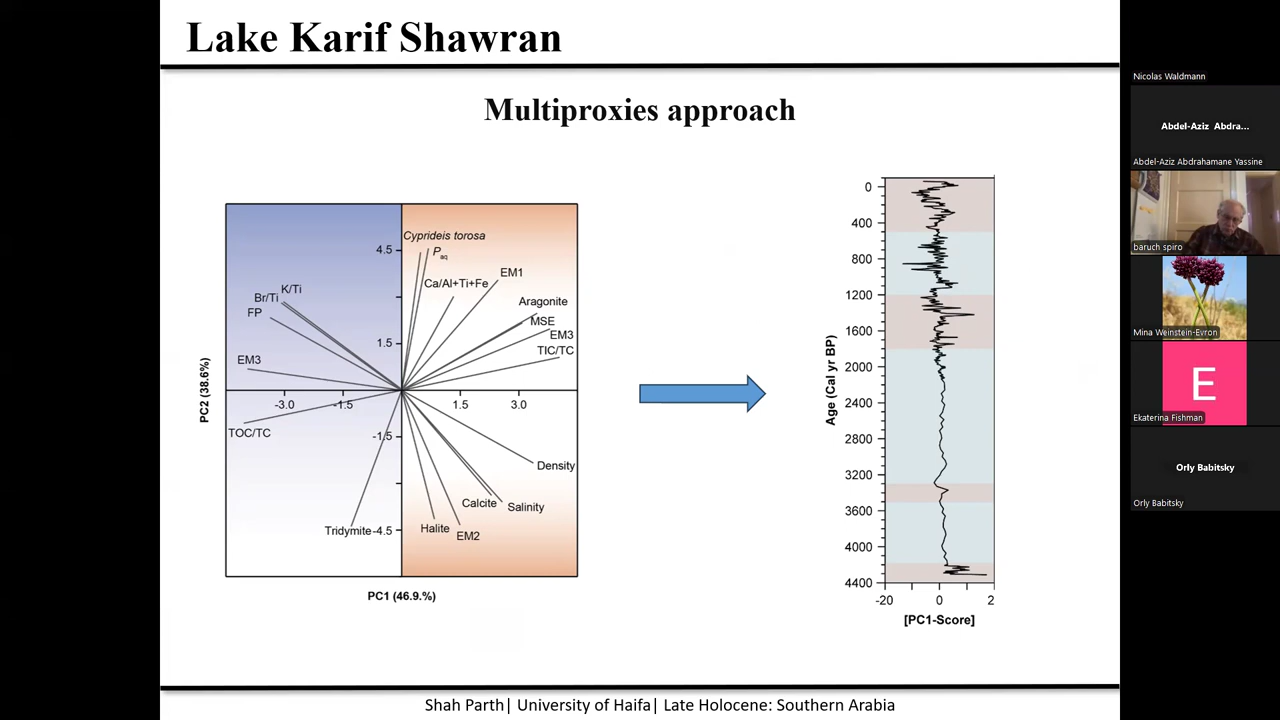 Lake Karif Shawran
Multiproxies approach
Cyprideis torosa
Paq
4.5
EM1
Ca/Al+Ti+Fe
K/Ti
Br/Ti
FP
Aragonite
MSE
EM3
TIC/TC
1.5
EM3
-3.0
-1.5
1.5
3.0
TOC/TC
-1.5
Density
Calcite
Salinity
Tridymite
-4.5
Halite
EM2
PC2 (38.6%)
PC1 (46.9.%)
0
400
800
1200
1600
2000
2400
2800
3200
3600
4000
4400
Age (Cal yr BP)
-20
0
2
[PC1-Score]
Shah Parth| University of Haifa| Late Holocene: Southern Arabia
Nicolas Waldmann
Abdel-Aziz Abdra...
Abdel-Aziz Abdrahamane Yassine
baruch spiro
Mina Weinstein-Evron
E
Ekaterina Fishman
Orly Babitsky
Orly Babitsky